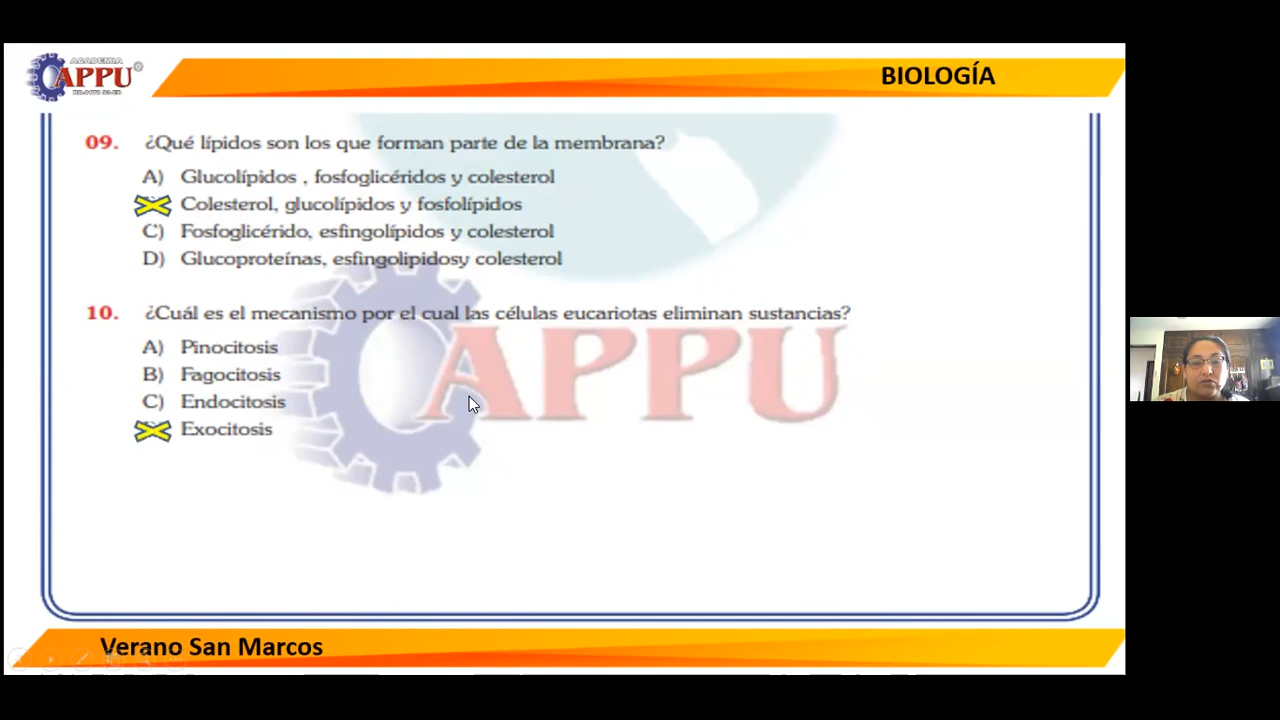 ACADEMIA
APPU
BIOLOGÍA
09. ¿Qué lípidos son los que forman parte de la membrana?
A) Glucolípidos , fosfoglicéridos y colesterol
Colesterol, glucolípidos y fosfolípidos
C) Fosfoglicérido, esfingolípidos y colesterol
D) Glucoproteínas, esfingolipidosy colesterol
10. ¿Cuál es el mecanismo por el cual las células eucariotas eliminan sustancias?
A) Pinocitosis
B) Fagocitosis
C) Endocitosis
Exocitosis
APPU
Verano San Marcos